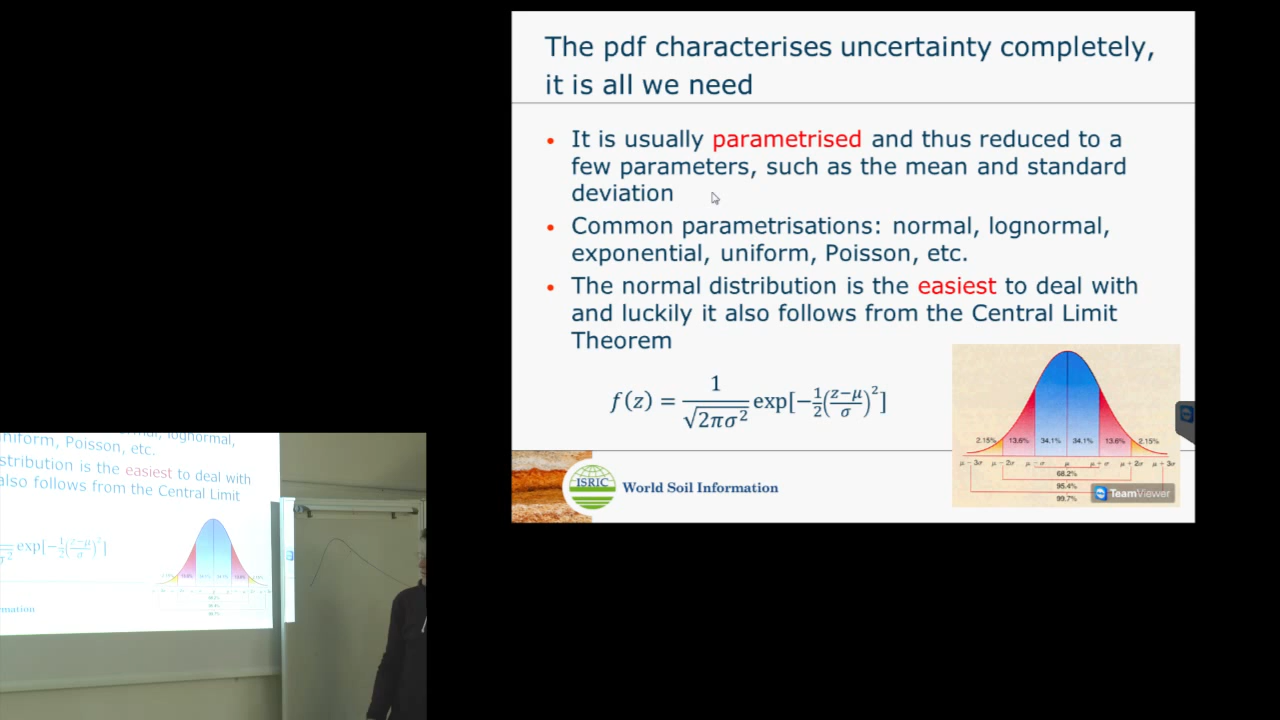 The pdf characterises uncertainty completely,
it is all we need
• It is usually parametrised and thus reduced to a
few parameters, such as the mean and standard
deviation
• Common parametrisations: normal, lognormal,
exponential, uniform, Poisson, etc.
• The normal distribution is the easiest to deal with
and luckily it also follows from the Central Limit
Theorem
f(z) = 1/√2πσ² exp[−½(z−μ/σ)²]
2.15% 13.6% 34.1% 34.1% 13.6% 2.15%
μ − 3σ μ − 2σ μ − σ μ μ + σ μ + 2σ μ + 3σ
68.2%
95.4%
99.7%
TeamViewer
ISRIC World Soil Information
niform, Poisson, etc.
stribution is the easiest to deal with
also follows from the Central Limit
exp[−½(z−μ/σ)²]
mation